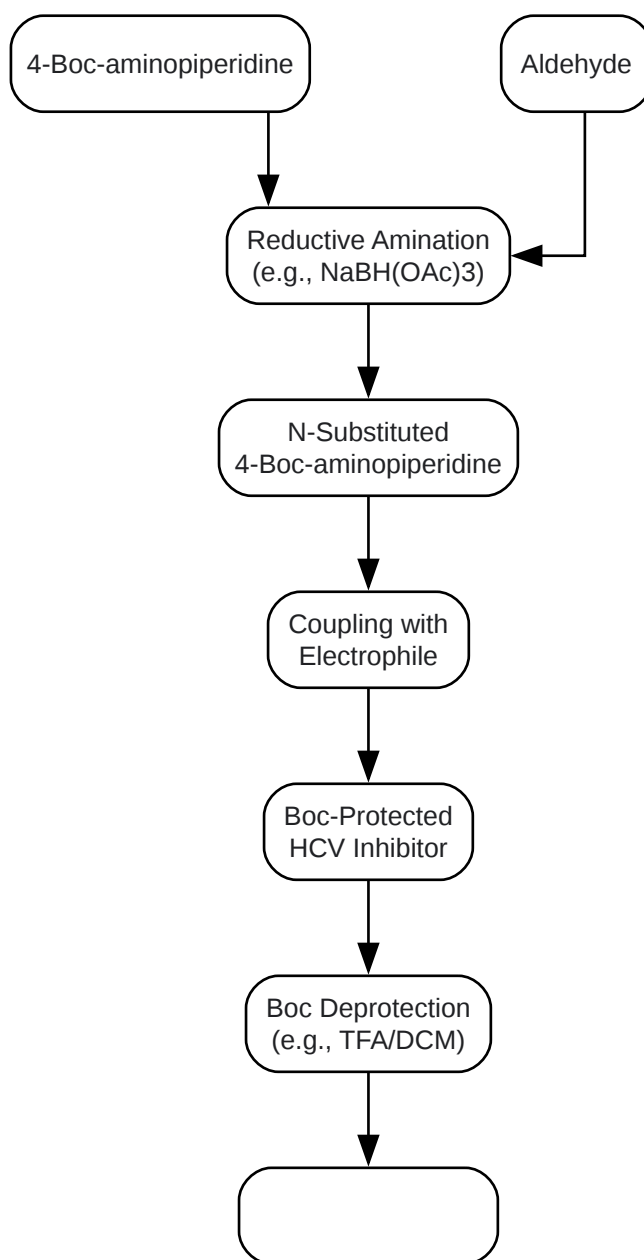 4-Boc-aminopiperidine
Aldehyde
Reductive Amination
(e.g., NaBH(OAc)3)
N-Substituted
4-Boc-aminopiperidine
Coupling with
Electrophile
Boc-Protected
HCV Inhibitor
Boc Deprotection
(e.g., TFA/DCM)